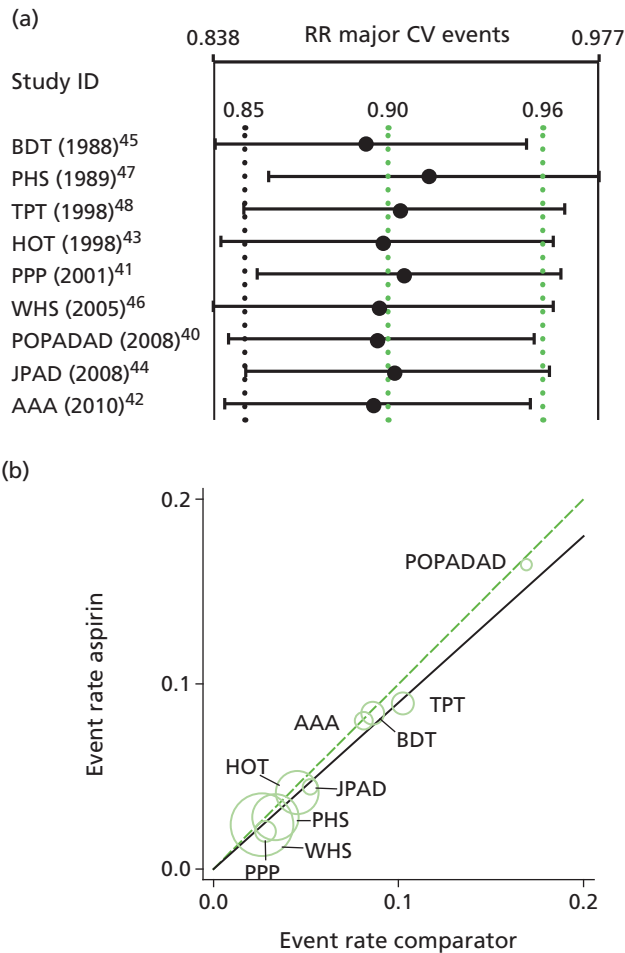 (a)
0.838 RR major CV events 0.977
Study ID
0.85 0.90 0.96
BDT (1988)45
PHS (1989)47
TPT (1998)48
HOT (1998)43
PPP (2001)41
WHS (2005)46
POPADAD (2008)40
JPAD (2008)44
AAA (2010)42
(b)
0.2
POPADAD
Event rate aspirin
0.1
TPT
AAA
BDT
HOT
JPAD
PHS
WHS
PPP
0.0
0.0 0.1 0.2
Event rate comparator